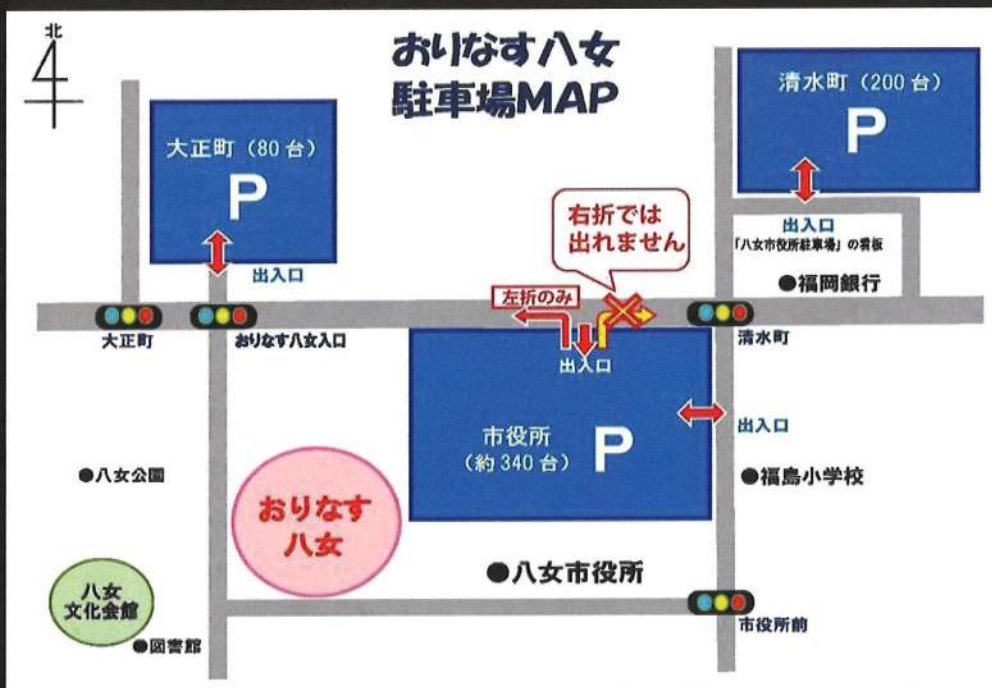 北
おりなす八女
駐車場MAP
清水町（200台）
P
大正町（80台）
P
右折では
出れません
出入口
「八女市役所駐車場」の看板
出入口
●福岡銀行
左折のみ
大正町
おりなす八女入口
清水町
出入口
市役所
（約340台）
P
出入口
●八女公園
●福島小学校
おりなす
八女
●八女市役所
八女
文化会館
市役所前
●図書館